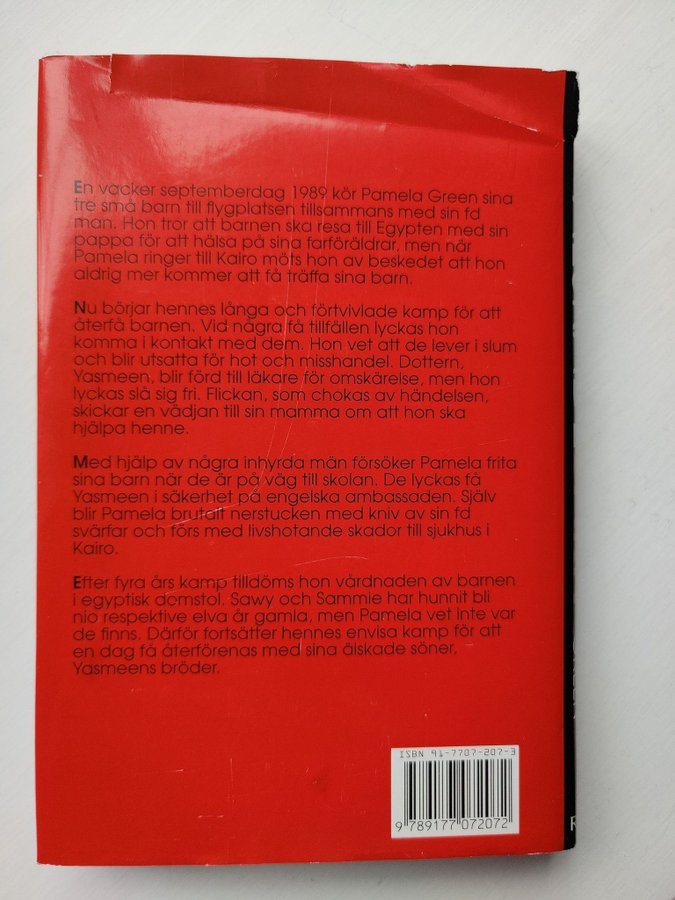 En vacker septemberdag 1989 kör Pamela Green sina
tre små barn till flygplatsen tillsammans med sin fd
man. Hon tror att barnen ska resa till Egypten med sin
pappa för att hälsa på sina farföräldrar, men når
Pamela ringer till Kairo möts hon av beskedet att hon
aldrig mer kommer att få träffa sina barn.
Nu börjar hennes långa och förtvivlade kamp för att
återfå barnen. Vid några få tillfällen lyckas hon
komma i kontakt med dem. Hon vet att de lever i slum
och blir utsatta för hot och misshandel. Dottern,
Yasmeen, blir förd till läkare för omskärelse, men hon
lyckas slå sig fri. Flickan, som chokas av händelsen,
skickar en vädjan till sin mamma om att hon ska
hjälpa henne.
Med hjälp av några inhyrda män försöker Pamela frita
sina barn när de är på väg till skolan. De lyckas få
Yasmeen i säkerhet på engelska ambassaden. Själv
blir Pamela brutalt nerstucken med kniv av sin fd
svärfar och förs med livshotande skador till sjukhus i
Kairo.
Efter fyra års kamp tilldöms hon vårdnaden av barnen
i egyptisk domstol. Sawy och Sammie har hunnit bli
nio respektive elva år gamla, men Pamela vet inte var
de finns. Därför fortsätter hennes envisa kamp för att
en dag få återförenas med sina älskade söner,
Yasmeens bröder.
ISBN 91-7707-207-3
9 789177 072072